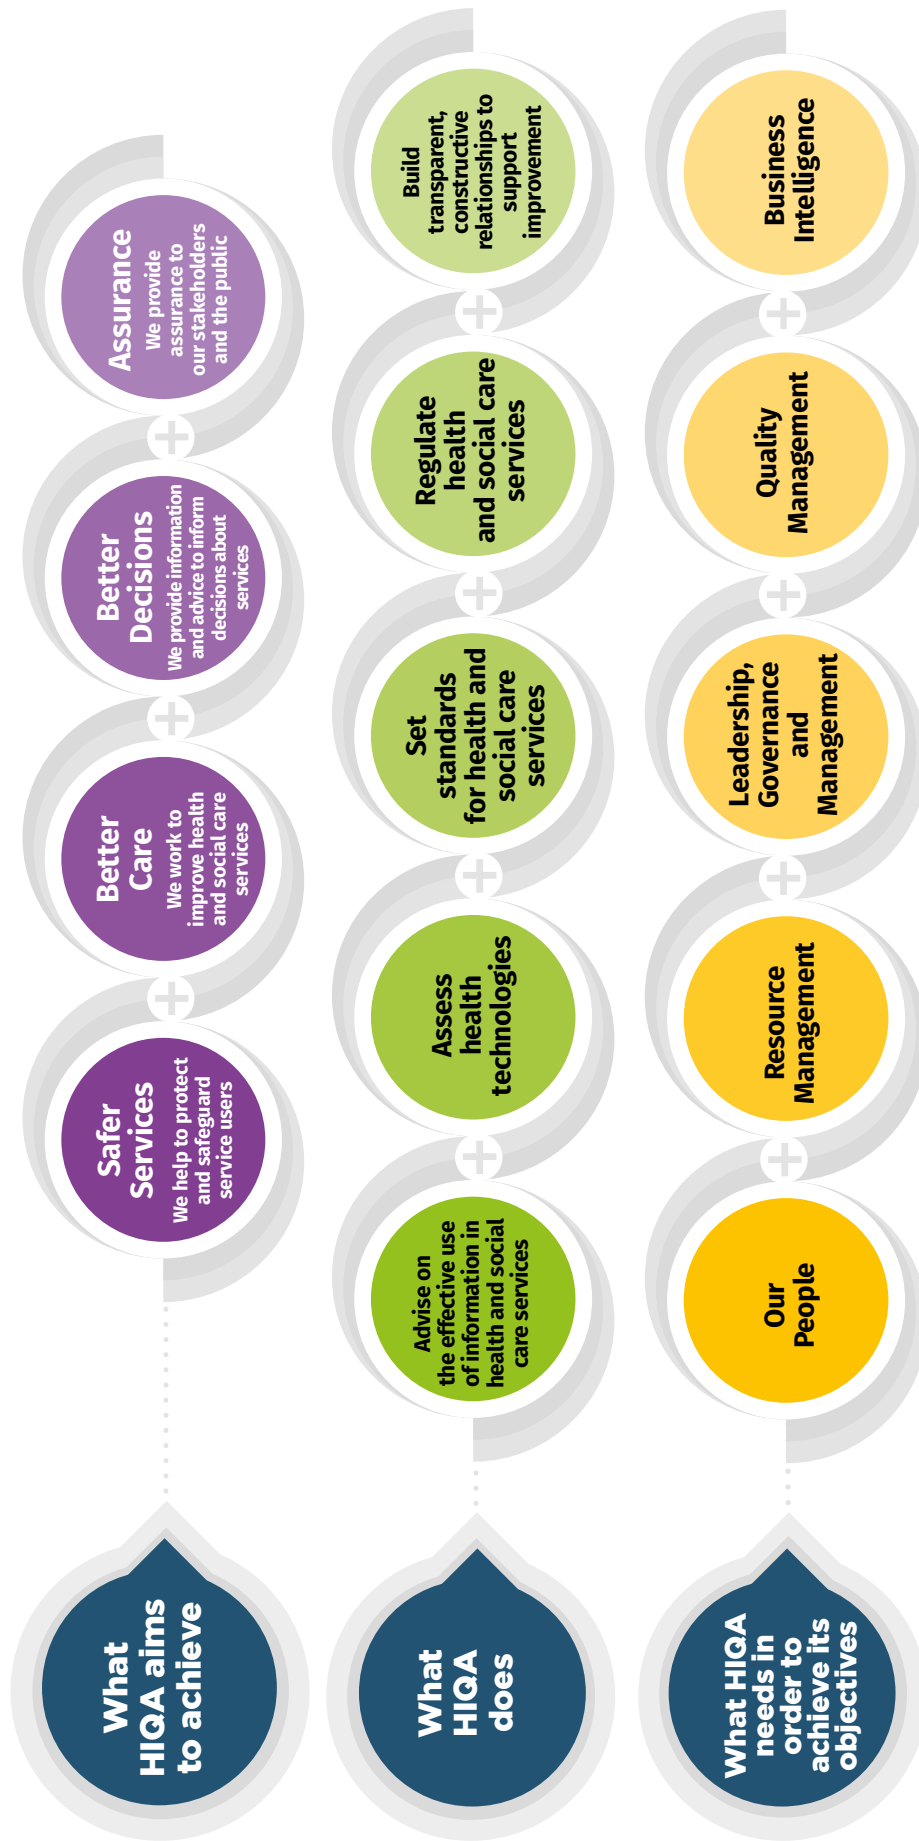 What
HIQA aims
to achieve
Safer
Services
We help to protect
and safeguard
service users
+
Better
Care
We work to
improve health
and social care
services
+
Better
Decisions
We provide information
and advice to inform
decisions about
services
+
Assurance
We provide
assurance to
our stakeholders
and the public
What
HIQA
does
Advise on
the effective use
of information in
health and social
care services
+
Assess
health
technologies
+
Set
standards
for health and
social care
services
+
Regulate
health
and social care
services
+
Build
transparent,
constructive
relationships to
support
improvement
What HIQA
needs in
order to
achieve its
objectives
Our
People
+
Resource
Management
+
Leadership,
Governance
and
Management
+
Quality
Management
+
Business
Intelligence